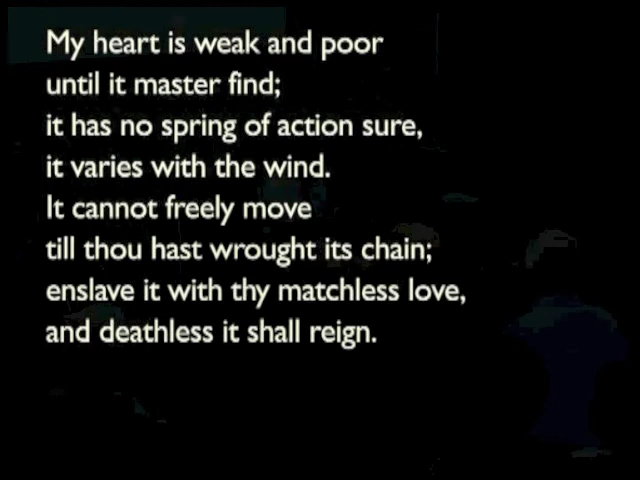 My heart is weak and poor
until it master find;
it has no spring of action sure,
it varies with the wind.
It cannot freely move
till thou hast wrought its chain;
enslave it with thy matchless love,
and deathless it shall reign.